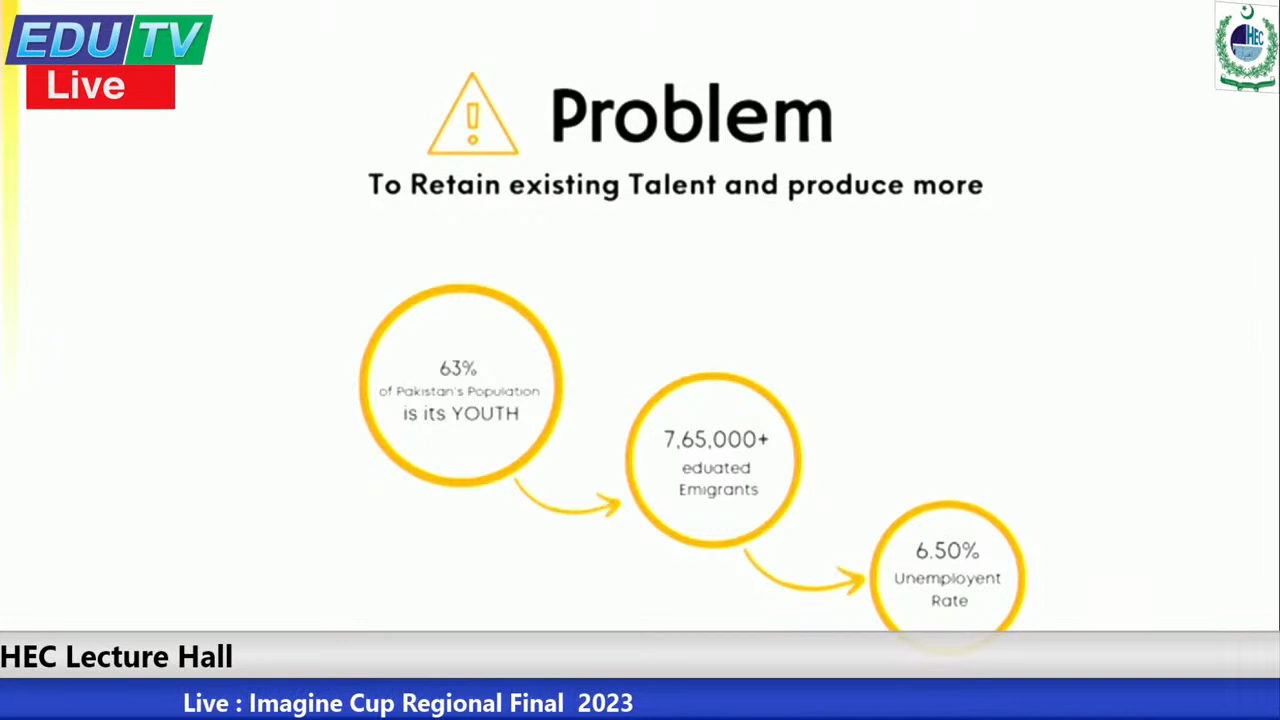 EDU TV
Live
HEC
Problem
To Retain existing Talent and produce more
63%
of Pakistan's Population
is its YOUTH
7,65,000+
eduated
Emigrants
6.50%
Unemployent
Rate
HEC Lecture Hall
Live : Imagine Cup Regional Final 2023